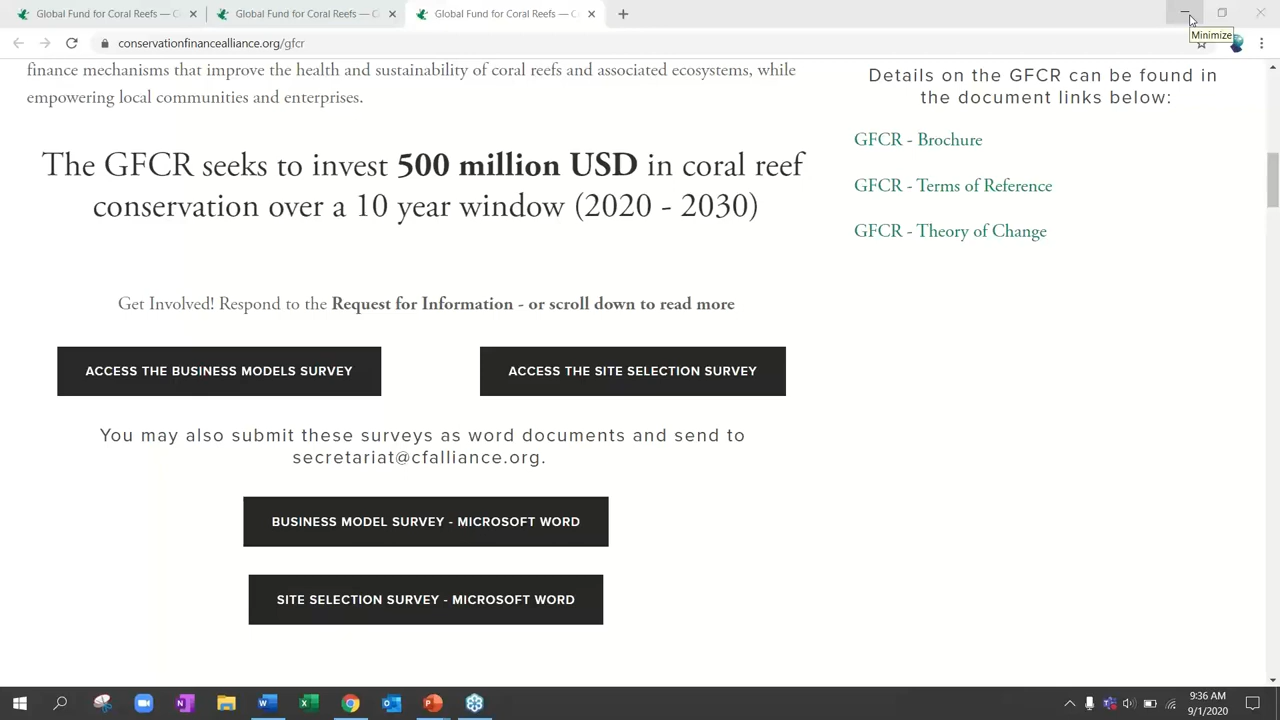 Global Fund for Coral Reefs — C
Global Fund for Coral Reefs — C
Global Fund for Coral Reefs — C
Minimize
conservationfinancealliance.org/gfcr
finance mechanisms that improve the health and sustainability of coral reefs and associated ecosystems, while
empowering local communities and enterprises.
The GFCR seeks to invest 500 million USD in coral reef
conservation over a 10 year window (2020 - 2030)
Get Involved! Respond to the Request for Information - or scroll down to read more
ACCESS THE BUSINESS MODELS SURVEY
ACCESS THE SITE SELECTION SURVEY
You may also submit these surveys as word documents and send to
secretariat@cfalliance.org.
BUSINESS MODEL SURVEY - MICROSOFT WORD
SITE SELECTION SURVEY - MICROSOFT WORD
Details on the GFCR can be found in
the document links below:
GFCR - Brochure
GFCR - Terms of Reference
GFCR - Theory of Change
9:36 AM
9/1/2020